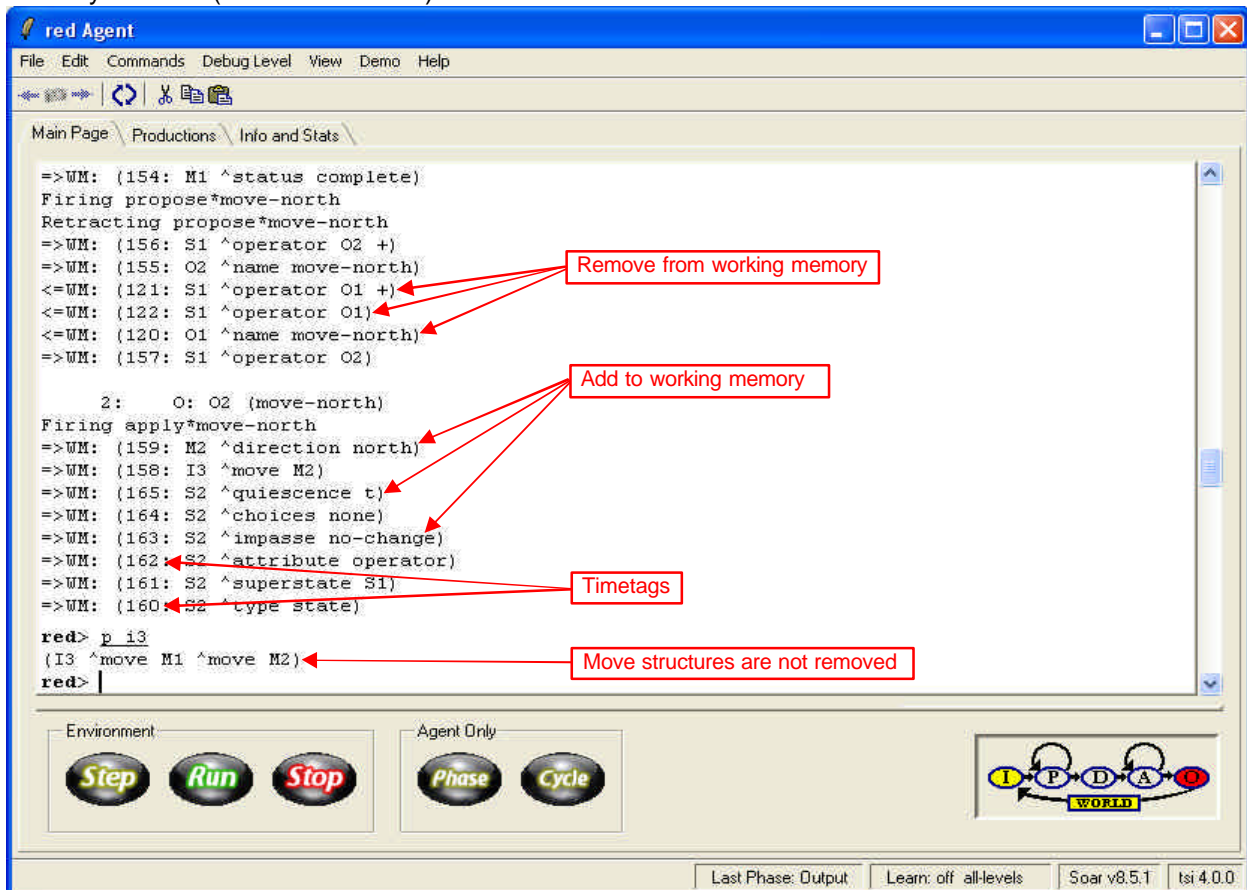 red Agent
File Edit Commands Debug Level View Demo Help
Main Page Productions Info and Stats
=>WM: (154: M1 ^status complete)
Firing propose*move-north
Retracting propose*move-north
=>WM: (156: S1 ^operator O2 +)
=>WM: (155: O2 ^name move-north)
Remove from working memory
<=WM: (121: S1 ^operator O1 +)
<=WM: (122: S1 ^operator O1)
<=WM: (120: O1 ^name move-north)
=>WM: (157: S1 ^operator O2)
Add to working memory
2: O: O2 (move-north)
Firing apply*move-north
=>WM: (159: M2 ^direction north)
=>WM: (158: I3 ^move M2)
=>WM: (165: S2 ^quiescence t)
=>WM: (164: S2 ^choices none)
=>WM: (163: S2 ^impasse no-change)
=>WM: (162: S2 ^attribute operator)
=>WM: (161: S2 ^superstate S1)
Timetags
=>WM: (160: S2 ^type state)
red> p i3
(I3 ^move M1 ^move M2)
Move structures are not removed
red>
Environment Agent Only
Step Run Stop Phase Cycle
I P D A O
WORLD
Last Phase: Output Learn: off all-levels Soar v8.5.1 tsi 4.0.0